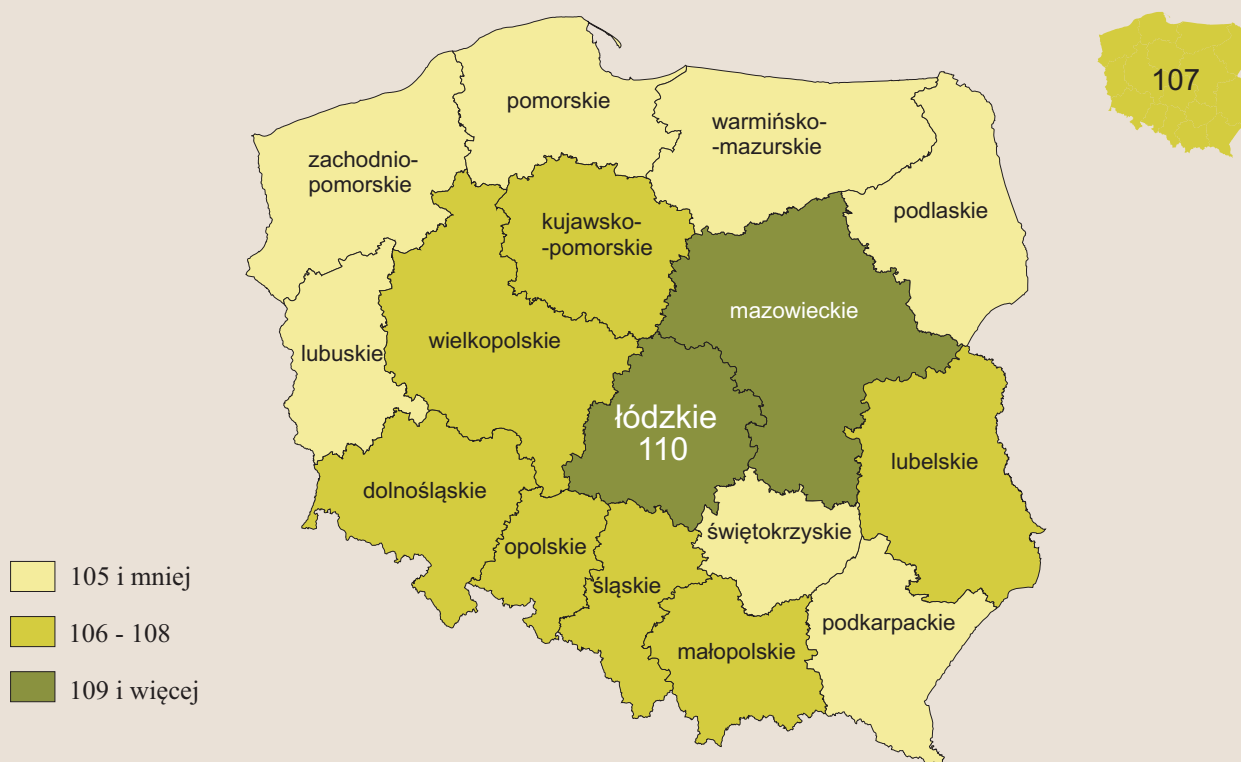 107
pomorskie
warmińsko-
-mazurskie
zachodnio-
pomorskie
podlaskie
kujawsko-
-pomorskie
mazowieckie
wielkopolskie
lubuskie
łódzkie
110
lubelskie
dolnośląskie
świętokrzyskie
opolskie
śląskie
podkarpackie
małopolskie
105 i mniej
106 - 108
109 i więcej